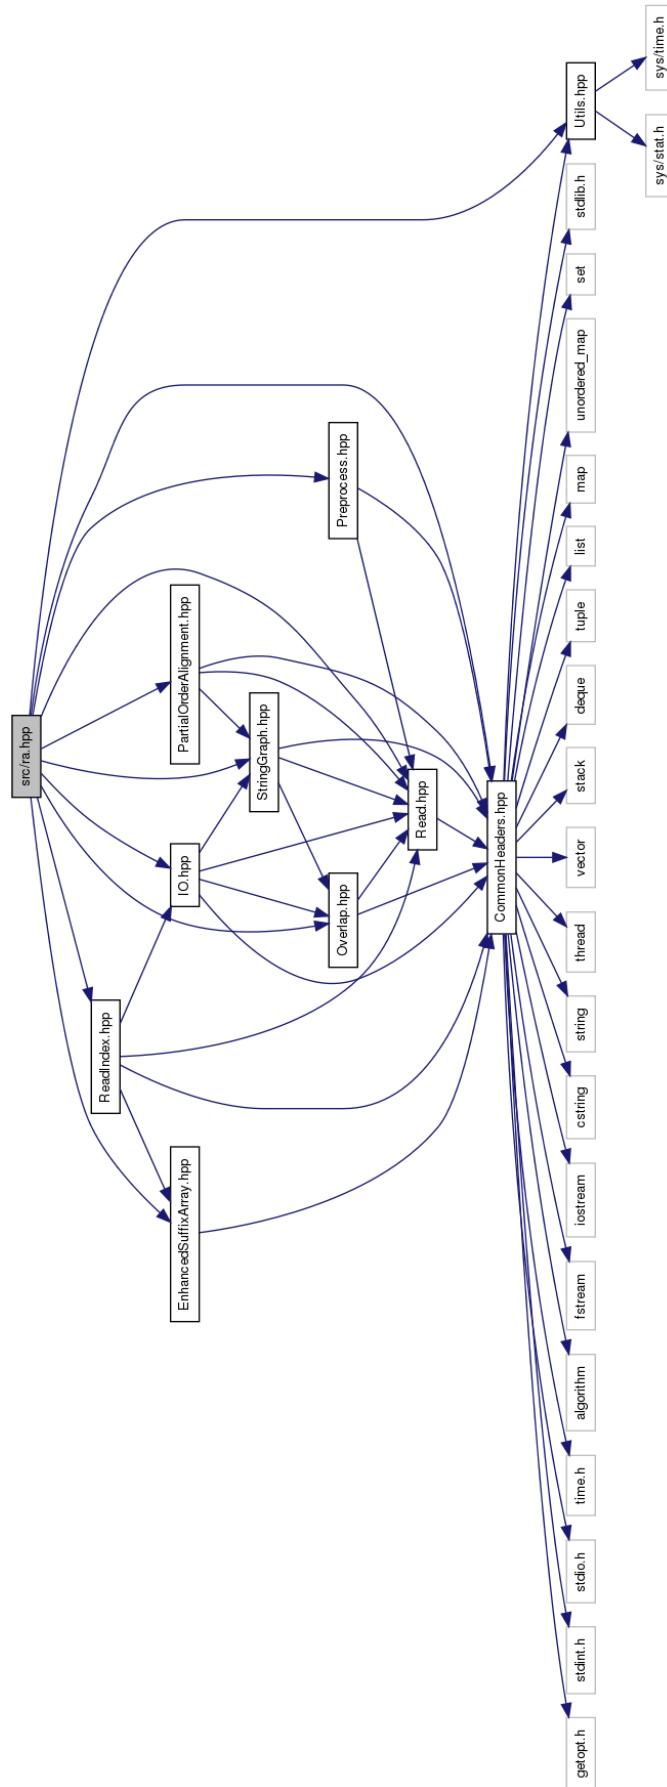 src/ra.hpp
ReadIndex.hpp
EnhancedSuffixArray.hpp
IO.hpp
PartialOrderAlignment.hpp
StringGraph.hpp
Overlap.hpp
Preprocess.hpp
Read.hpp
CommonHeaders.hpp
getopt.h
stdint.h
stdio.h
time.h
algorithm
fstream
iostream
cstring
string
thread
vector
stack
deque
tuple
list
map
unordered_map
set
stdlib.h
Utils.hpp
sys/stat.h
sys/time.h